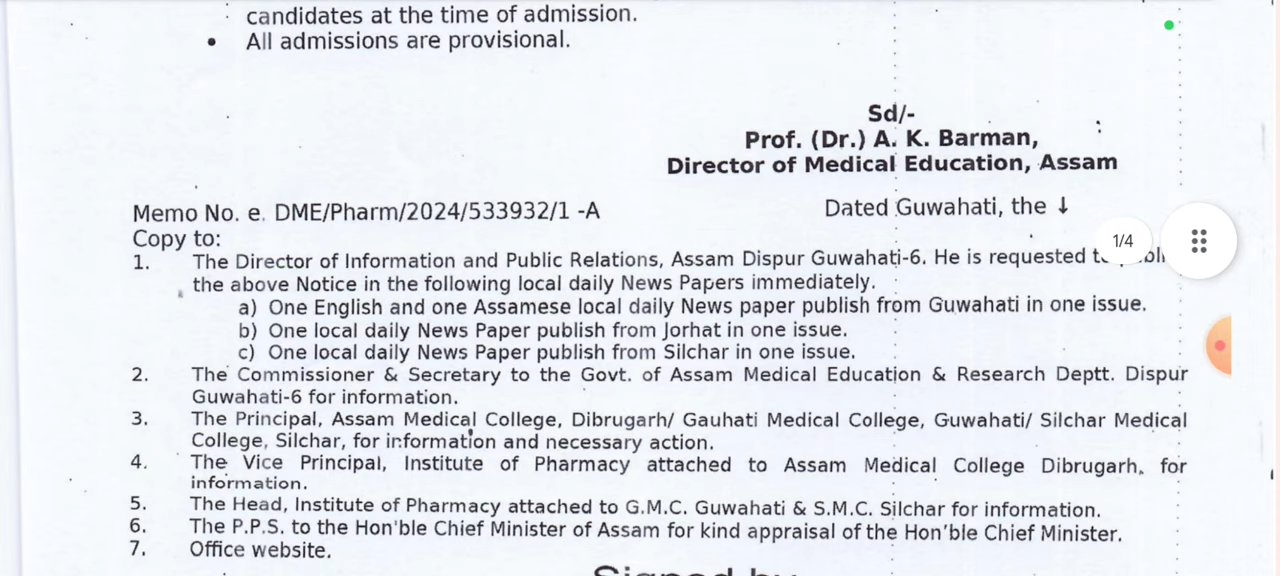 candidates at the time of admission.
• All admissions are provisional.
Sd/-
Prof. (Dr.) A. K. Barman,
Director of Medical Education, Assam
Memo No. e. DME/Pharm/2024/533932/1 -A
Dated Guwahati, the ↓
Copy to:
1/4
1. The Director of Information and Public Relations, Assam Dispur Guwahati-6. He is requested
the above Notice in the following local daily News Papers immediately.
a) One English and one Assamese local daily News paper publish from Guwahati in one issue.
b) One local daily News Paper publish from Jorhat in one issue.
c) One local daily News Paper publish from Silchar in one issue.
2. The Commissioner & Secretary to the Govt. of Assam Medical Education & Research Deptt. Dispur
Guwahati-6 for information.
3. The Principal, Assam Medical College, Dibrugarh/ Gauhati Medical College, Guwahati/ Silchar Medical
College, Silchar, for information and necessary action.
4. The Vice Principal, Institute of Pharmacy attached to Assam Medical College Dibrugarh, for
information.
5. The Head, Institute of Pharmacy attached to G.M.C. Guwahati & S.M.C. Silchar for information.
6. The P.P.S. to the Hon'ble Chief Minister of Assam for kind appraisal of the Hon’ble Chief Minister.
7. Office website.
Signed by